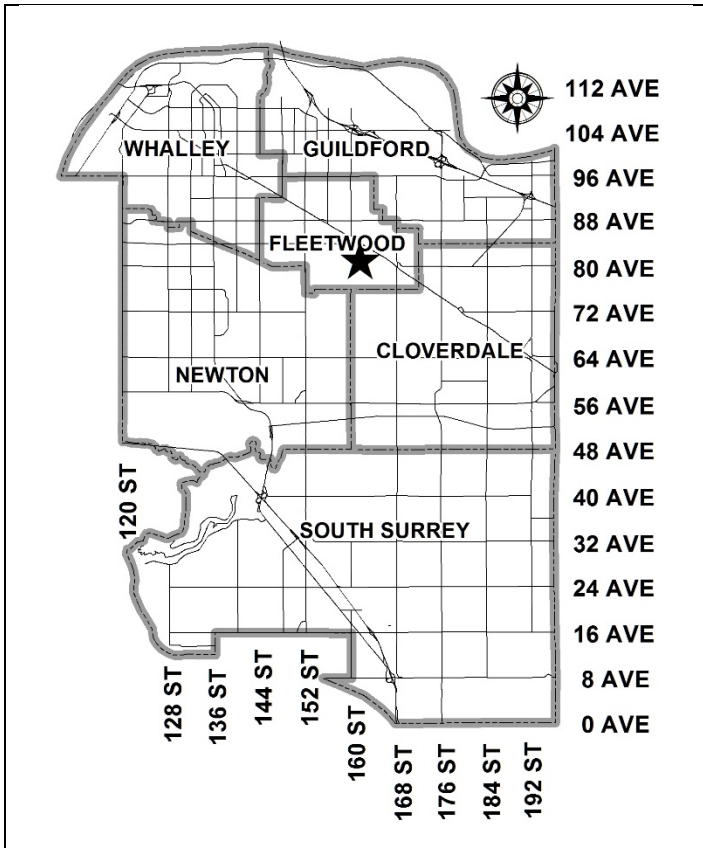 112 AVE
104 AVE
WHALLEY
GUILDFORD
96 AVE
88 AVE
FLEETWOOD
80 AVE
72 AVE
CLOVERDALE
64 AVE
NEWTON
56 AVE
48 AVE
120 ST
40 AVE
SOUTH SURREY
32 AVE
24 AVE
16 AVE
128 ST
136 ST
144 ST
152 ST
8 AVE
160 ST
0 AVE
168 ST
176 ST
184 ST
192 ST